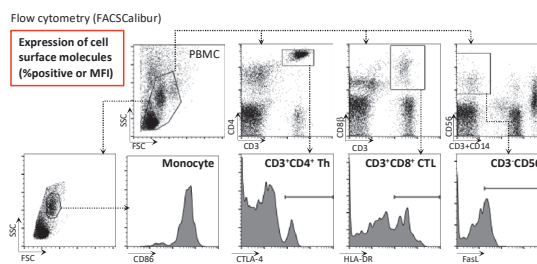 Flow cytometry (FACSCalibur)
Expression of cell
surface molecules
(%positive or MFI)
PBMC
SSC
FSC
CD4
CD3
CD8β
CD3
CD56
CD3+CD14
Monocyte
CD3⁺CD4⁺ Th
CD3⁺CD8⁺ CTL
CD3⁻CD56
SSC
FSC
CD86
CTLA-4
HLA-DR
FasL